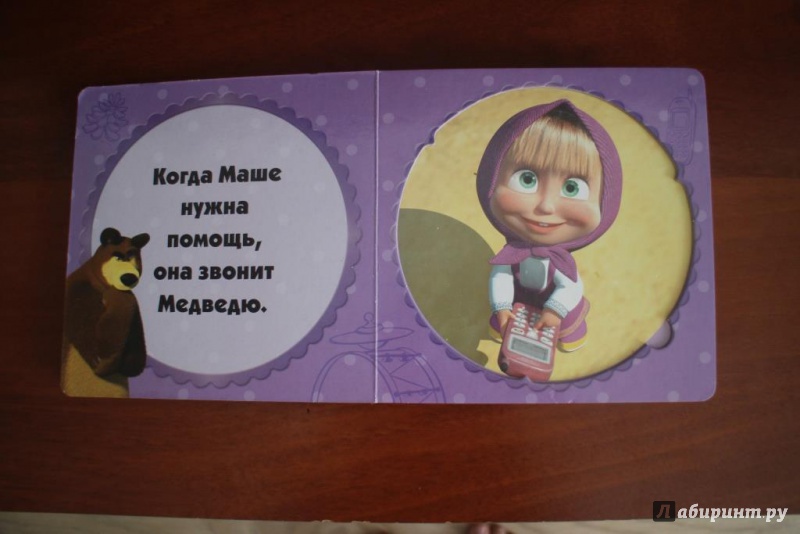 Когда Маше
нужна
помощь,
она звонит
Медведю.
Лабиринт.ру